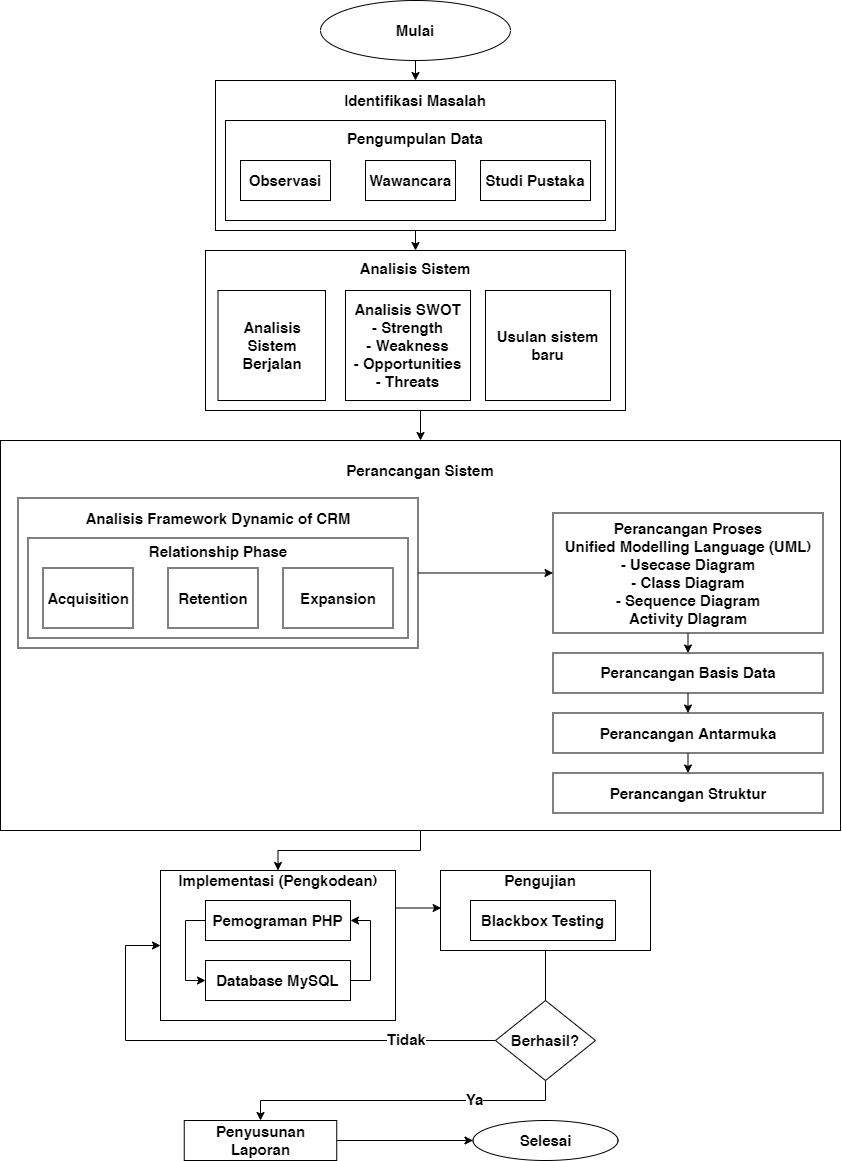 Mulai
Identifikasi Masalah
Pengumpulan Data
Observasi
Wawancara
Studi Pustaka
Analisis Sistem
Analisis
Sistem
Berjalan
Analisis SWOT
- Strength
- Weakness
- Opportunities
- Threats
Usulan sistem
baru
Perancangan Sistem
Analisis Framework Dynamic of CRM
Relationship Phase
Acquisition
Retention
Expansion
Perancangan Proses
Unified Modelling Language (UML)
- Usecase Diagram
- Class Diagram
- Sequence Diagram
Activity DIagram
Perancangan Basis Data
Perancangan Antarmuka
Perancangan Struktur
Implementasi (Pengkodean)
Pemograman PHP
Database MySQL
Pengujian
Blackbox Testing
Berhasil?
Tidak
Ya
Penyusunan
Laporan
Selesai